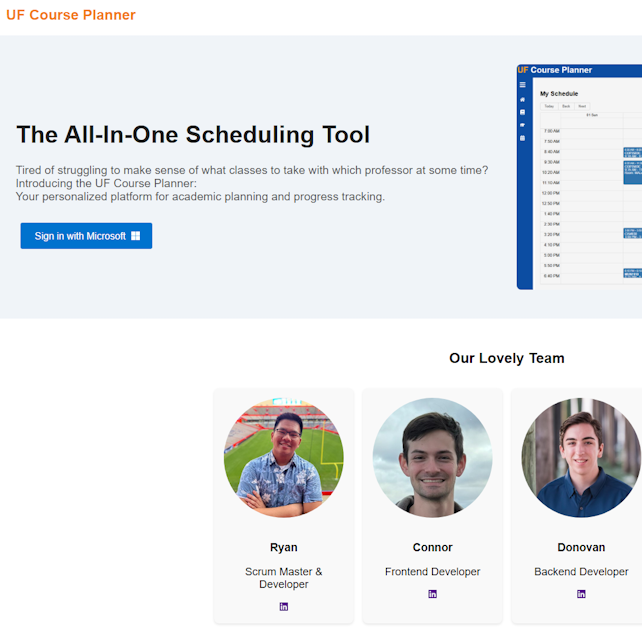 UF Course Planner
UF Course Planner
My Schedule
Today Back Next
The All-In-One Scheduling Tool
Tired of struggling to make sense of what classes to take with which professor at some time?
Introducing the UF Course Planner:
Your personalized platform for academic planning and progress tracking.
Sign in with Microsoft
7:00 AM
7:50 AM
8:40 AM
9:30 AM
10:20 AM
11:10 AM
12:00 PM
12:50 PM
1:40 PM
2:30 PM
3:20 PM
4:10 PM
5:00 PM
5:50 PM
6:40 PM
Our Lovely Team
Ryan
Scrum Master &
Developer
Connor
Frontend Developer
Donovan
Backend Developer